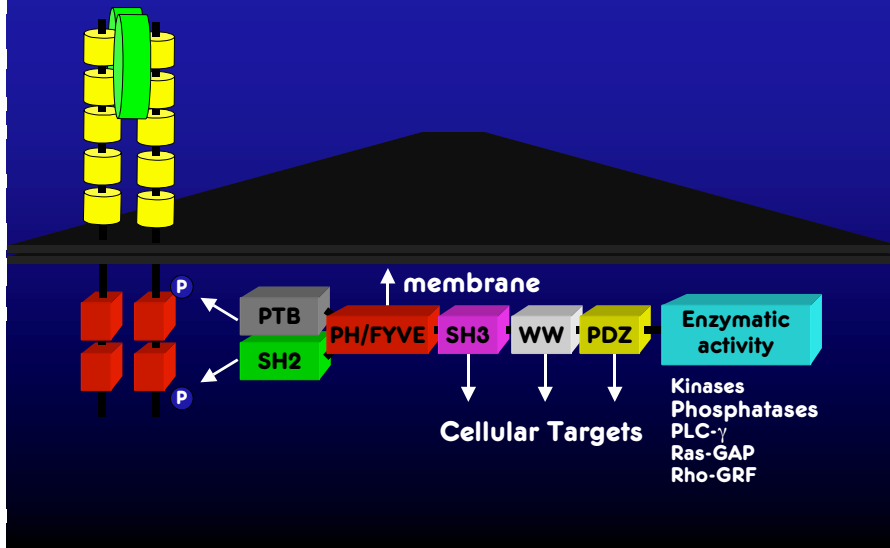 P
membrane
PTB
PH/FYVE
SH3
WW
PDZ
Enzymatic
activity
SH2
P
Cellular Targets
Kinases
Phosphatases
PLC-γ
Ras-GAP
Rho-GRF